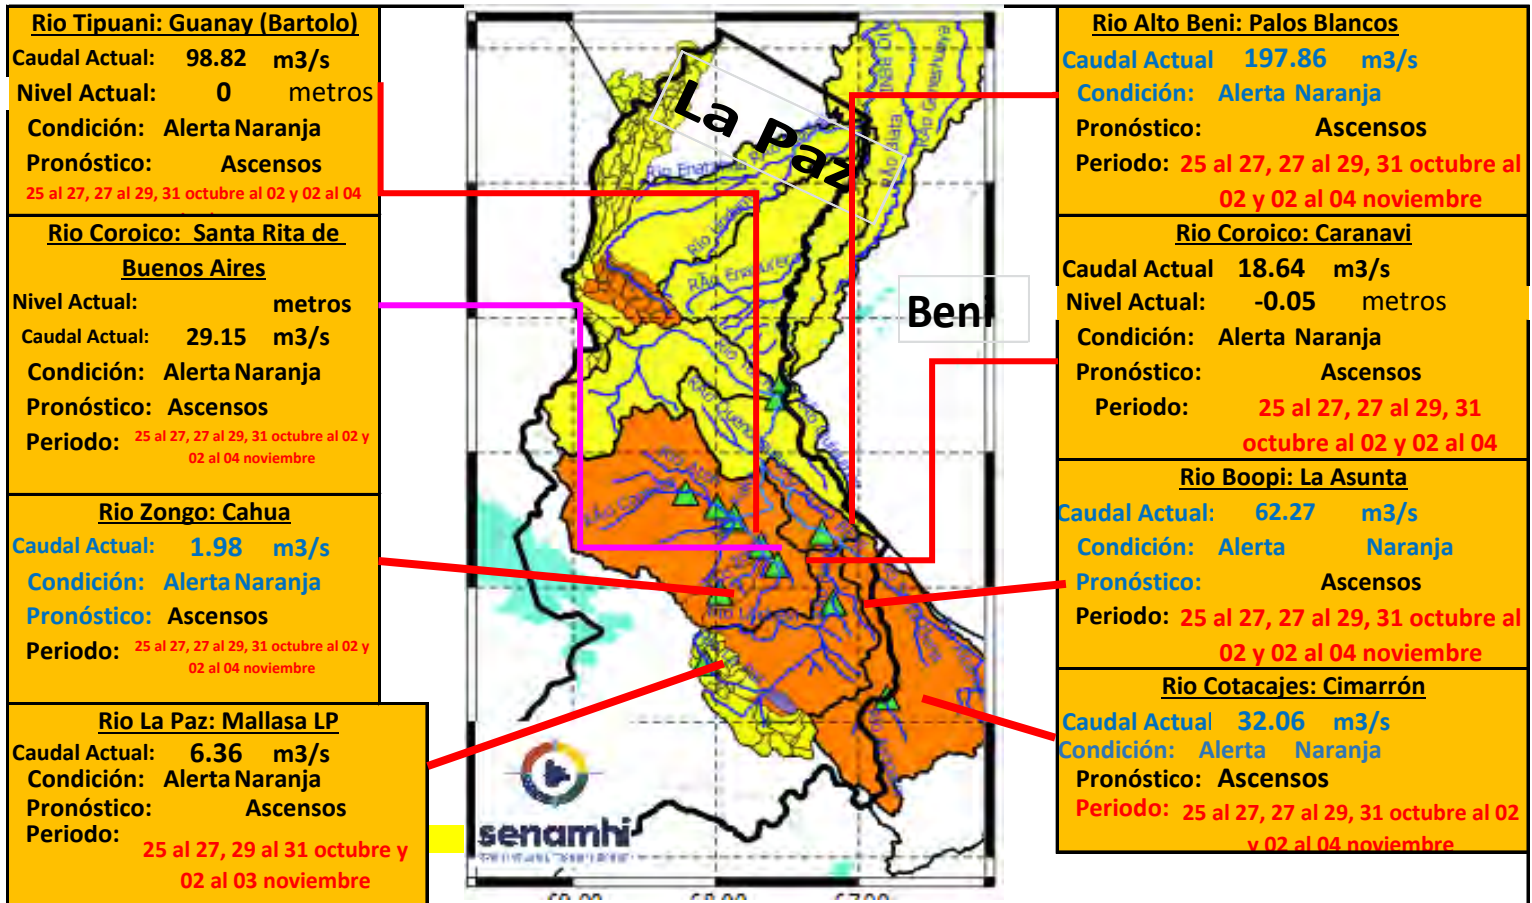 Rio Tipuani: Guanay (Bartolo)
Caudal Actual: 98.82 m3/s
Nivel Actual: 0 metros
Condición: Alerta Naranja
Pronóstico: Ascensos
25 al 27, 27 al 29, 31 octubre al 02 y 02 al 04
Rio Coroico: Santa Rita de
Buenos Aires
Nivel Actual: metros
Caudal Actual: 29.15 m3/s
Condición: Alerta Naranja
Pronóstico: Ascensos
Periodo: 25 al 27, 27 al 29, 31 octubre al 02 y
02 al 04 noviembre
Rio Zongo: Cahua
Caudal Actual: 1.98 m3/s
Condición: Alerta Naranja
Pronóstico: Ascensos
Periodo: 25 al 27, 27 al 29, 31 octubre al 02 y
02 al 04 noviembre
Rio La Paz: Mallasa LP
Caudal Actual: 6.36 m3/s
Condición: Alerta Naranja
Pronóstico: Ascensos
Periodo:
25 al 27, 29 al 31 octubre y
02 al 03 noviembre
La Paz
Beni
RÃo Biata
RÃo Geneshuaya
RÃo Enadurera
senamhi
Rio Alto Beni: Palos Blancos
Caudal Actual 197.86 m3/s
Condición: Alerta Naranja
Pronóstico: Ascensos
Periodo: 25 al 27, 27 al 29, 31 octubre al
02 y 02 al 04 noviembre
Rio Coroico: Caranavi
Caudal Actual 18.64 m3/s
Nivel Actual: -0.05 metros
Condición: Alerta Naranja
Pronóstico: Ascensos
Periodo: 25 al 27, 27 al 29, 31
octubre al 02 y 02 al 04
Rio Boopi: La Asunta
Caudal Actual: 62.27 m3/s
Condición: Alerta Naranja
Pronóstico: Ascensos
Periodo: 25 al 27, 27 al 29, 31 octubre al
02 y 02 al 04 noviembre
Rio Cotacajes: Cimarrón
Caudal Actual 32.06 m3/s
Condición: Alerta Naranja
Pronóstico: Ascensos
Periodo: 25 al 27, 27 al 29, 31 octubre al 02
y 02 al 04 noviembre